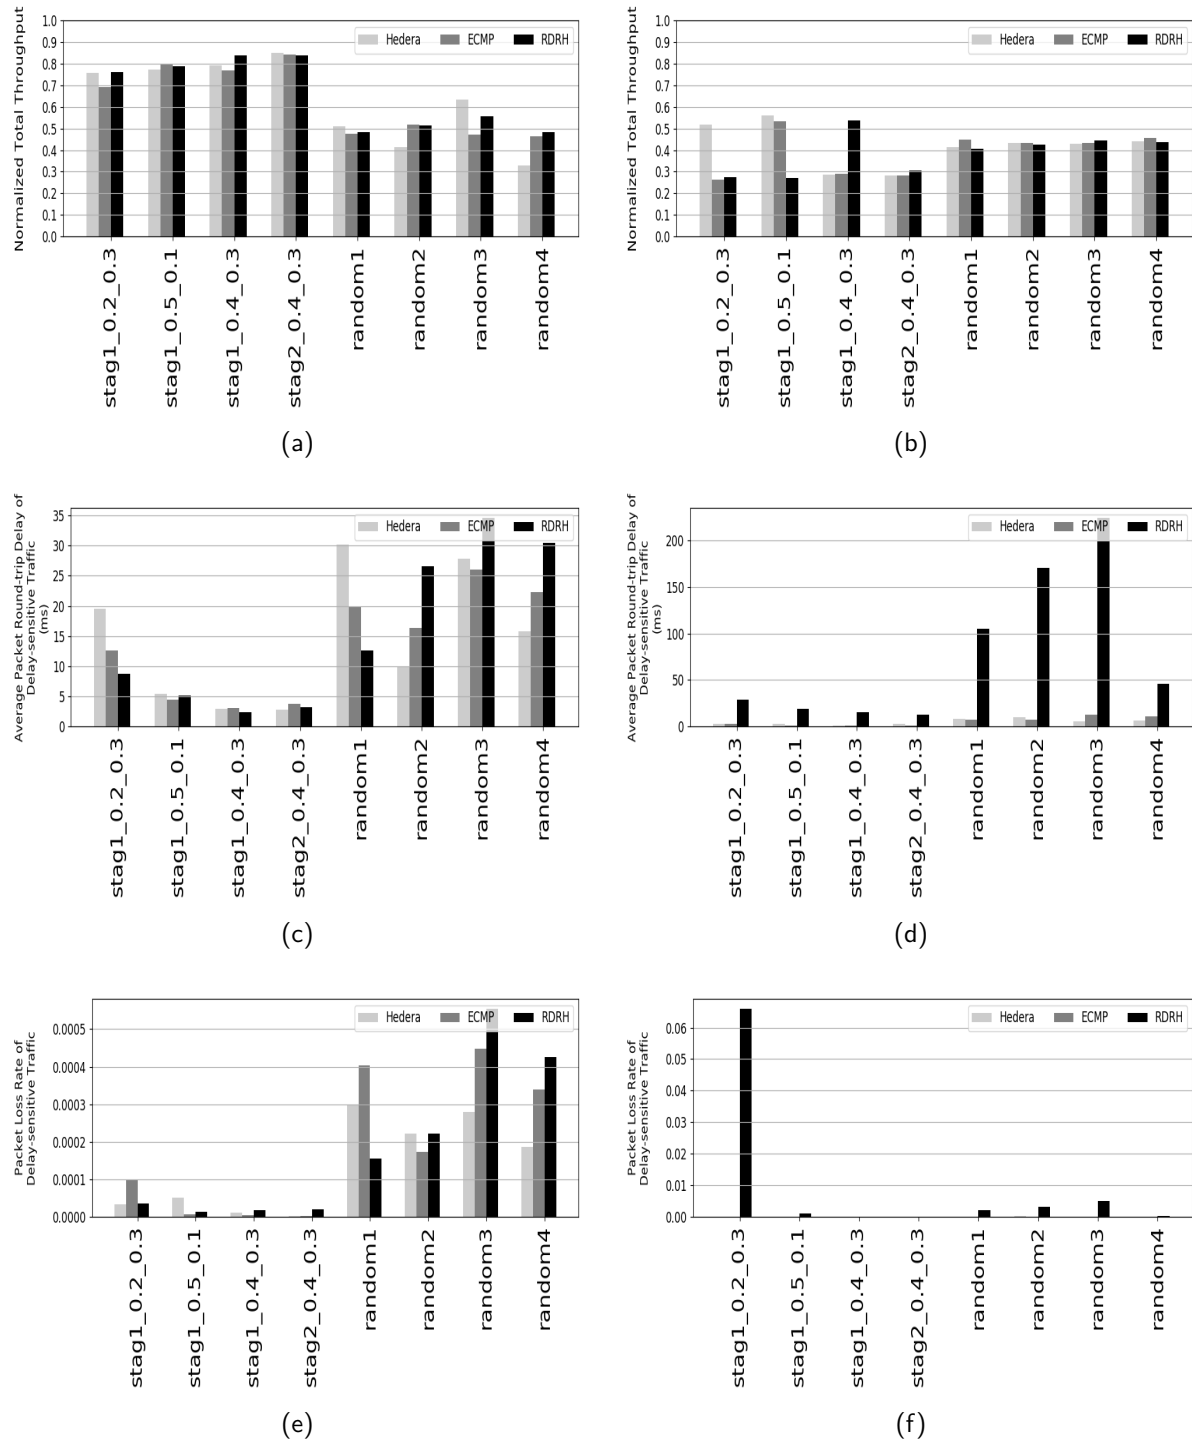 Normalized Total Throughput
1.0
0.9
0.8
0.7
0.6
0.5
0.4
0.3
0.2
0.1
0.0
Hedera ECMP RDRH
stag1_0.2_0.3
stag1_0.5_0.1
stag1_0.4_0.3
stag2_0.4_0.3
random1
random2
random3
random4
(a)
Normalized Total Throughput
1.0
0.9
0.8
0.7
0.6
0.5
0.4
0.3
0.2
0.1
0.0
Hedera ECMP RDRH
stag1_0.2_0.3
stag1_0.5_0.1
stag1_0.4_0.3
stag2_0.4_0.3
random1
random2
random3
random4
(b)
Average Packet Round-trip Delay of
Delay-sensitive Traffic
(ms)
35
30
25
20
15
10
5
0
Hedera ECMP RDRH
stag1_0.2_0.3
stag1_0.5_0.1
stag1_0.4_0.3
stag2_0.4_0.3
random1
random2
random3
random4
(c)
Average Packet Round-trip Delay of
Delay-sensitive Traffic
(ms)
200
150
100
50
0
Hedera ECMP RDRH
stag1_0.2_0.3
stag1_0.5_0.1
stag1_0.4_0.3
stag2_0.4_0.3
random1
random2
random3
random4
(d)
Packet Loss Rate of
Delay-sensitive Traffic
0.0005
0.0004
0.0003
0.0002
0.0001
0.0000
Hedera ECMP RDRH
stag1_0.2_0.3
stag1_0.5_0.1
stag1_0.4_0.3
stag2_0.4_0.3
random1
random2
random3
random4
(e)
Packet Loss Rate of
Delay-sensitive Traffic
0.06
0.05
0.04
0.03
0.02
0.01
0.00
Hedera ECMP RDRH
stag1_0.2_0.3
stag1_0.5_0.1
stag1_0.4_0.3
stag2_0.4_0.3
random1
random2
random3
random4
(f)